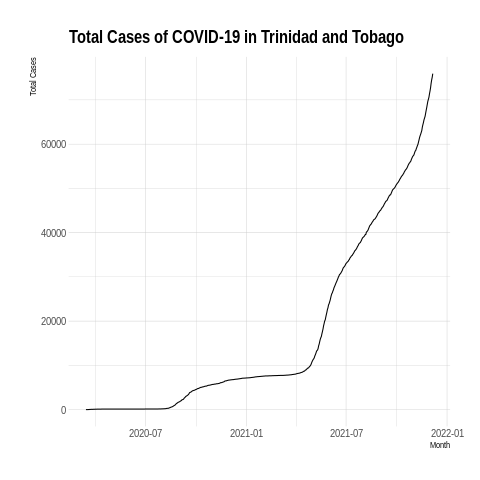 Total Cases of COVID-19 in Trinidad and Tobago
Total Cases
60000
40000
20000
0
2020-07
2021-01
2021-07
2022-01
Month